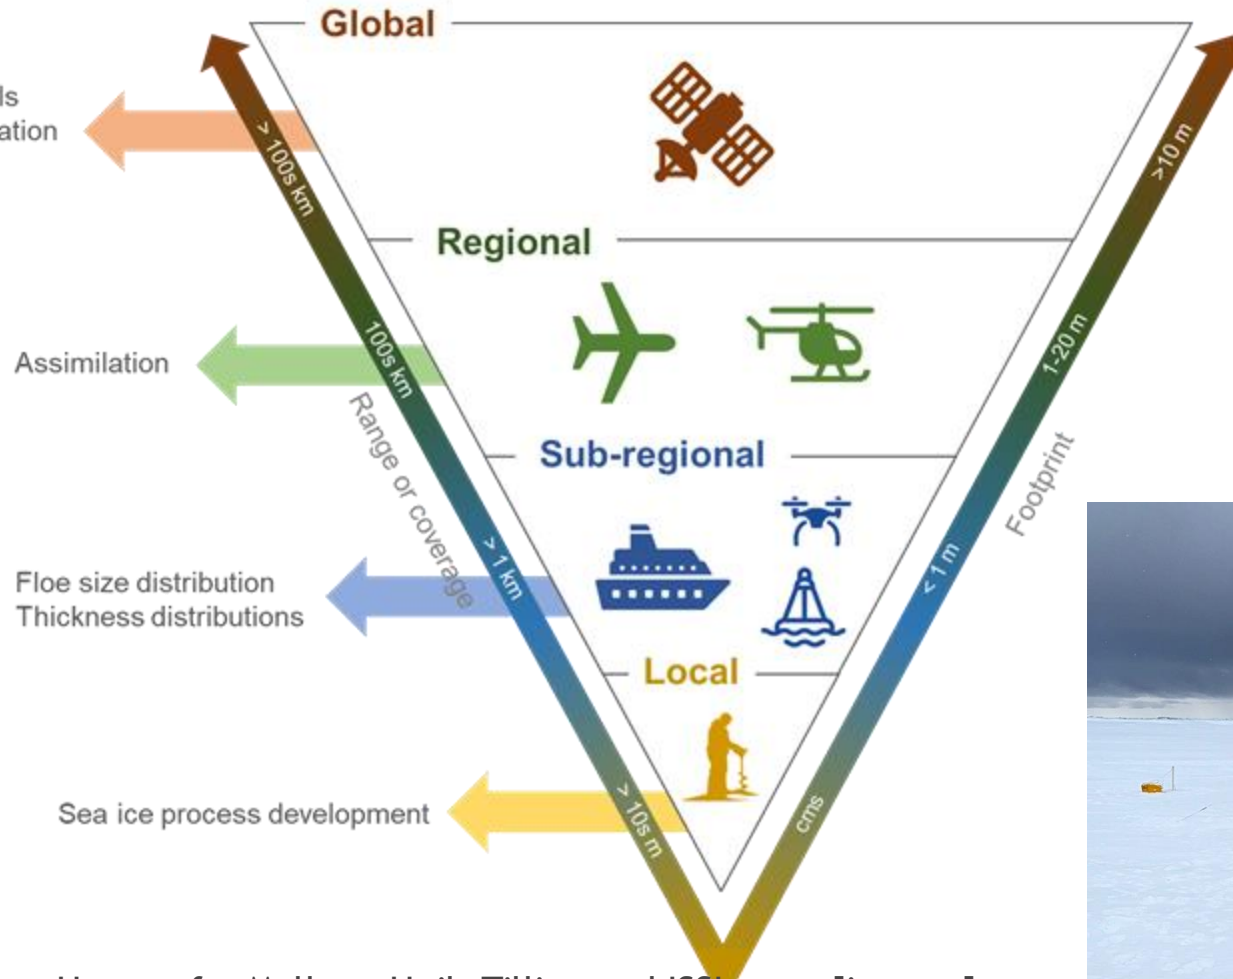 Global
> 100s km
>10 m
Regional
100s km
1-20 m
Assimilation
Range or coverage
Footprint
Sub-regional
> 1 km
< 1 m
Floe size distribution
Thickness distributions
Local
Sea ice process development
> 10s m
cms